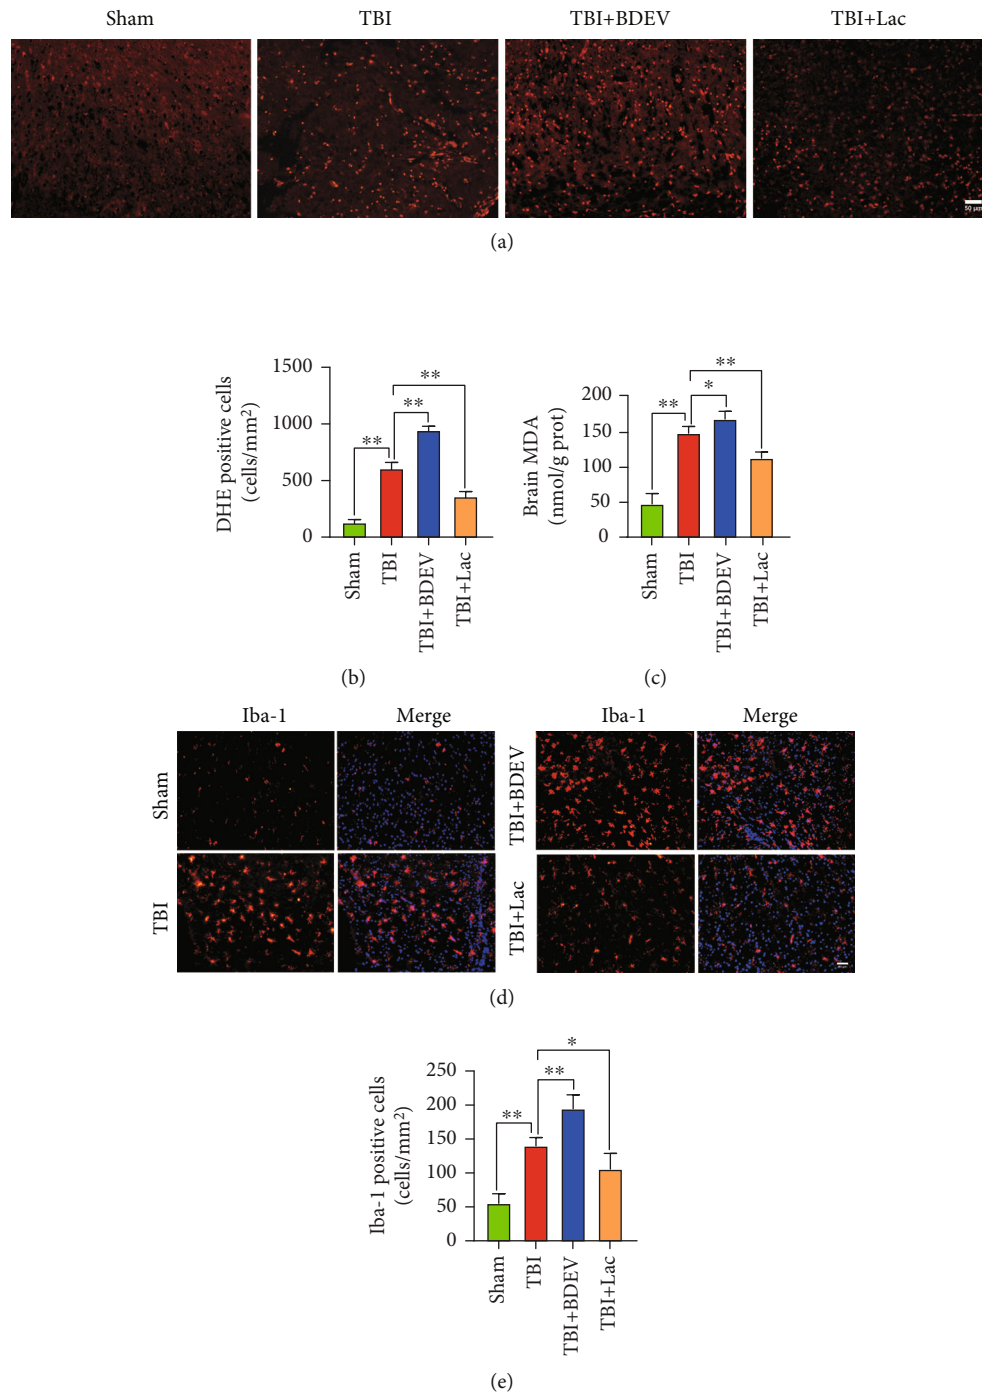 Sham TBI TBI+BDEV TBI+Lac
50 µm
(a)
DHE positive cells
(cells/mm²)
1500
1000
500
0
**
**
**
Sham
TBI
TBI+BDEV
TBI+Lac
(b)
Brain MDA
(nmol/g prot)
200
150
100
50
0
**
*
**
Sham
TBI
TBI+BDEV
TBI+Lac
(c)
Iba-1 Merge Iba-1 Merge
Sham
TBI+BDEV
TBI
TBI+Lac
(d)
Iba-1 positive cells
(cells/mm²)
250
200
150
100
50
0
*
**
**
Sham
TBI
TBI+BDEV
TBI+Lac
(e)